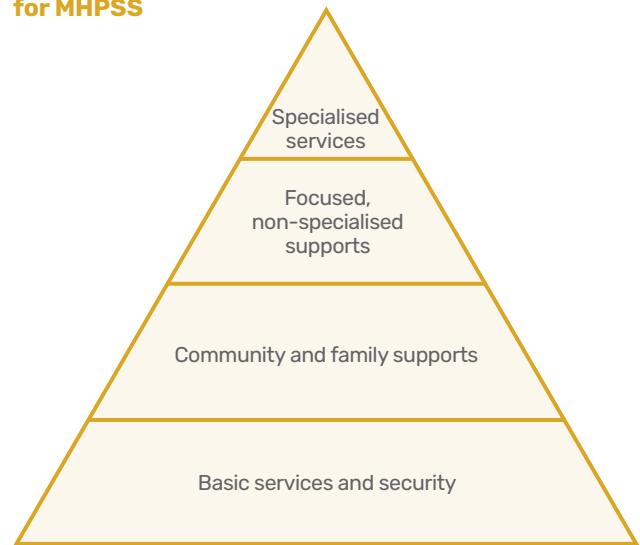 for MHPSS
Specialised
services
Focused,
non-specialised
supports
Community and family supports
Basic services and security